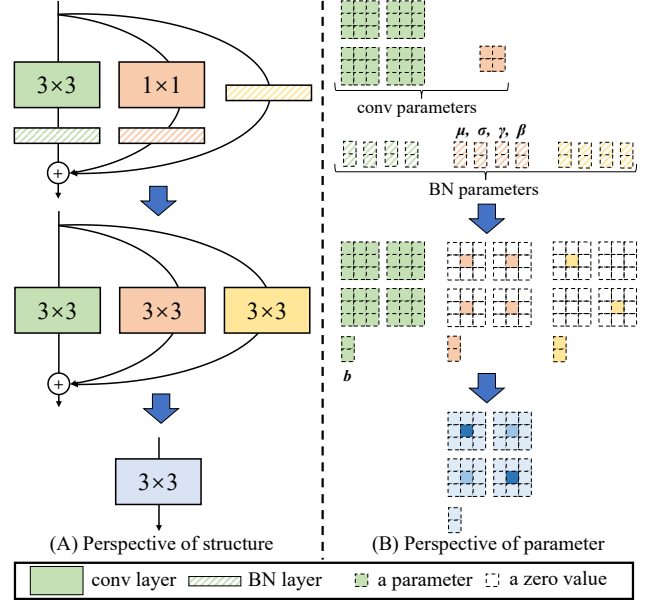 3×3
1×1
+
3×3
3×3
3×3
+
3×3
(A) Perspective of structure
conv parameters
μ, σ, γ, β
BN parameters
b
(B) Perspective of parameter
conv layer
BN layer
a parameter
a zero value